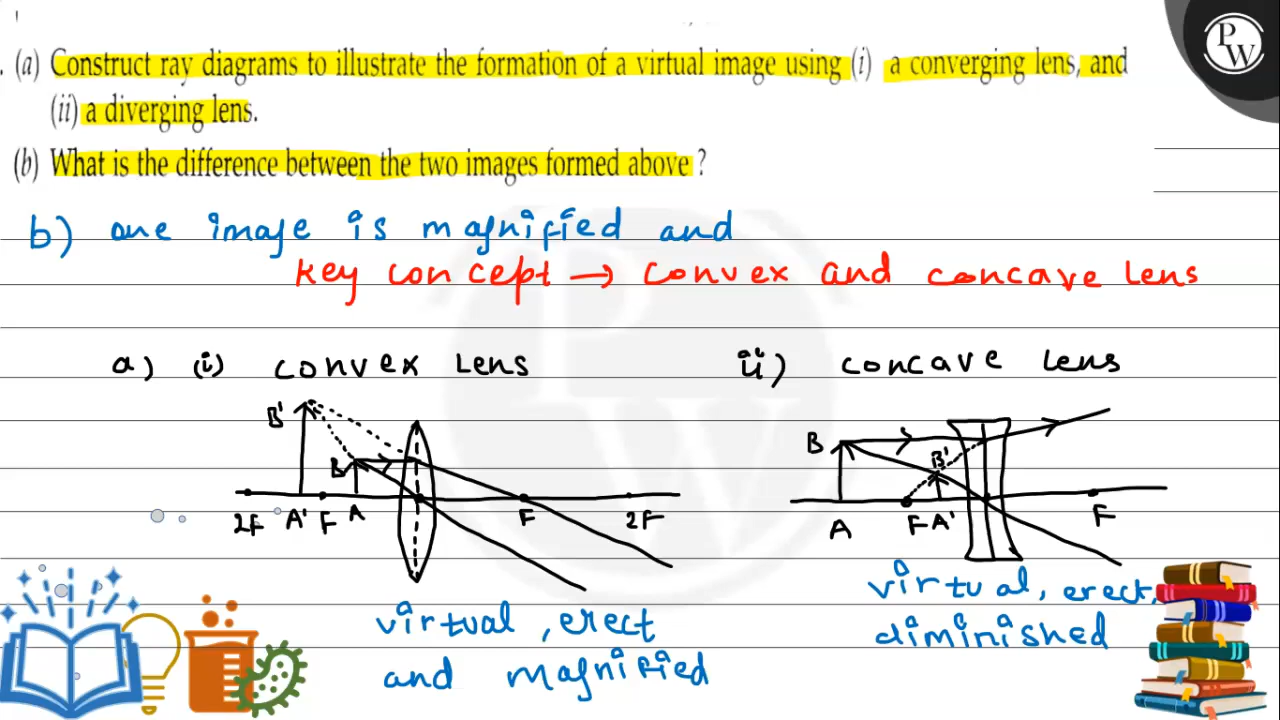 PW
. (a) Construct ray diagrams to illustrate the formation of a virtual image using (i) a converging lens, and
(ii) a diverging lens.
(b) What is the difference between the two images formed above ?
b) one image is magnified and
key concept → convex and concave lens
a) (i) convex lens
ii) concave lens
B'
B
2F A' F A F 2F
B
B'
A F A' F
virtual, erect
and magnified
virtual, erect,
diminished